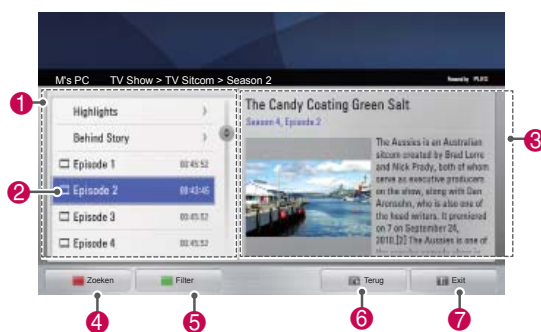 M's PC TV Show > TV Sitcom > Season 2
1
Highlights
Behind Story
Episode 1 00:45:52
2 Episode 2 00:43:46
Episode 3 00:45:52
Episode 4 00:45:52
The Candy Coating Green Salt
Season 4, Episode 2
The Aussies is an Australian
sitcom created by Brad Lorre
and Nick Prady, both of whom
serve as executive producers
on the show, along with Dan
Aronsohn, who is also one of
the head writers. It premiered
on 7 on September 24,
2010.[2] The Aussies is one of
3
Zoeken
Filter
Terug
Exit
4
5
6
7